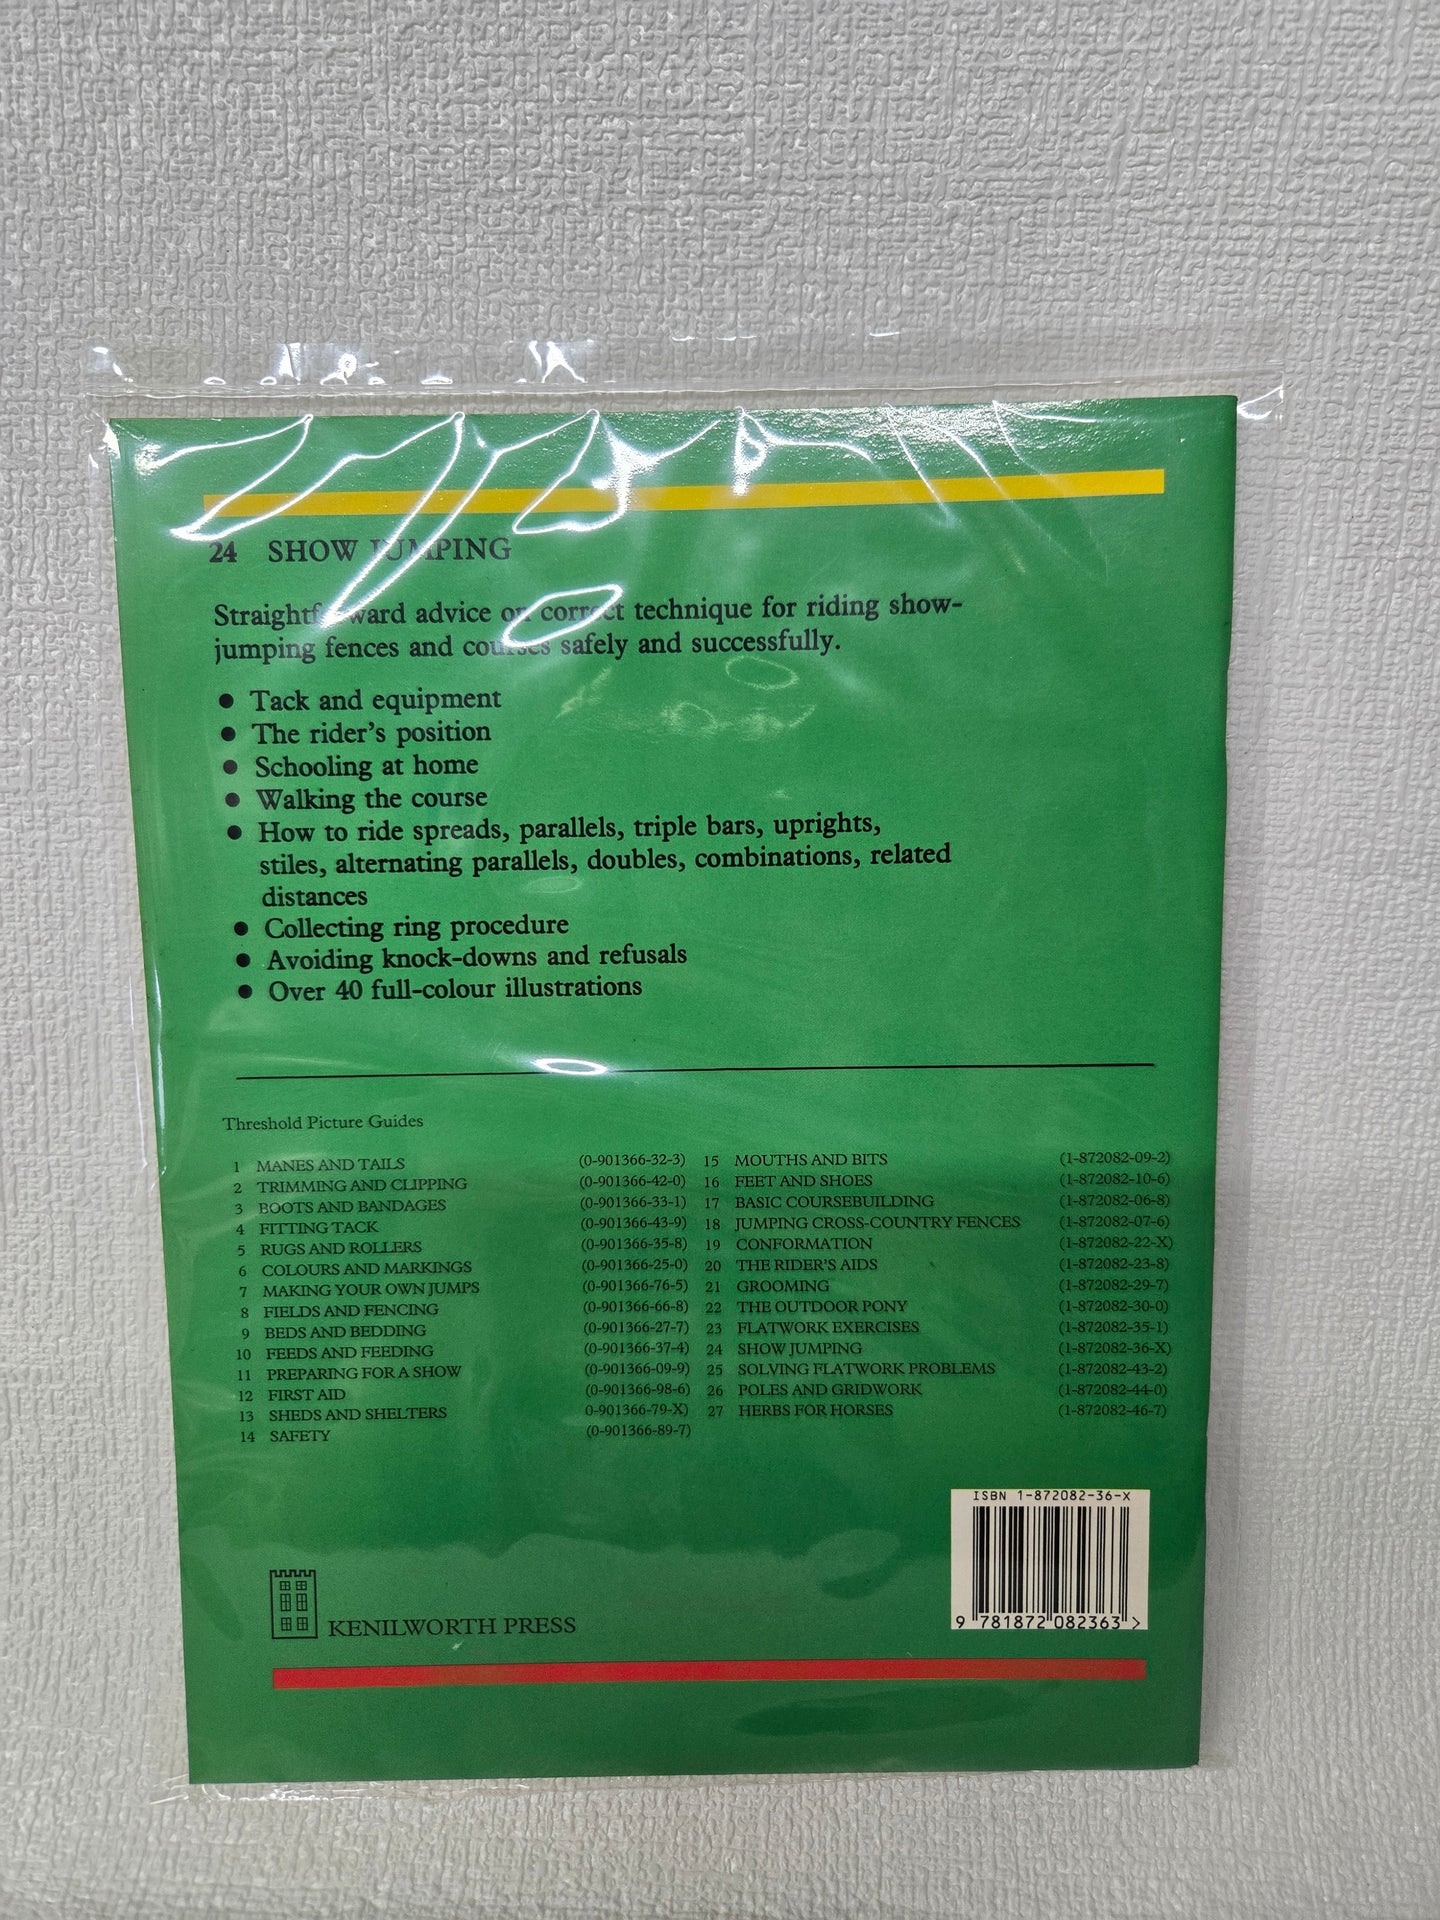 24 SHOW JUMPING
Straightforward advice on correct technique for riding show-
jumping fences and courses safely and successfully.
● Tack and equipment
● The rider's position
● Schooling at home
● Walking the course
● How to ride spreads, parallels, triple bars, uprights,
stiles, alternating parallels, doubles, combinations, related
distances
● Collecting ring procedure
● Avoiding knock-downs and refusals
● Over 40 full-colour illustrations
Threshold Picture Guides
1 MANES AND TAILS (0-901366-32-3)
2 TRIMMING AND CLIPPING (0-901366-42-0)
3 BOOTS AND BANDAGES (0-901366-33-1)
4 FITTING TACK (0-901366-43-9)
5 RUGS AND ROLLERS (0-901366-35-8)
6 COLOURS AND MARKINGS (0-901366-25-0)
7 MAKING YOUR OWN JUMPS (0-901366-76-5)
8 FIELDS AND FENCING (0-901366-66-8)
9 BEDS AND BEDDING (0-901366-27-7)
10 FEEDS AND FEEDING (0-901366-37-4)
11 PREPARING FOR A SHOW (0-901366-09-9)
12 FIRST AID (0-901366-98-6)
13 SHEDS AND SHELTERS 0-901366-79-X)
14 SAFETY (0-901366-89-7)
15 MOUTHS AND BITS (1-872082-09-2)
16 FEET AND SHOES (1-872082-10-6)
17 BASIC COURSEBUILDING (1-872082-06-8)
18 JUMPING CROSS-COUNTRY FENCES (1-872082-07-6)
19 CONFORMATION (1-872082-22-X)
20 THE RIDER'S AIDS (1-872082-23-8)
21 GROOMING (1-872082-29-7)
22 THE OUTDOOR PONY (1-872082-30-0)
23 FLATWORK EXERCISES (1-872082-35-1)
24 SHOW JUMPING (1-872082-36-X)
25 SOLVING FLATWORK PROBLEMS (1-872082-43-2)
26 POLES AND GRIDWORK (1-872082-44-0)
27 HERBS FOR HORSES (1-872082-46-7)
ISBN 1-872082-36-X
9 781872 082363 >
KENILWORTH PRESS